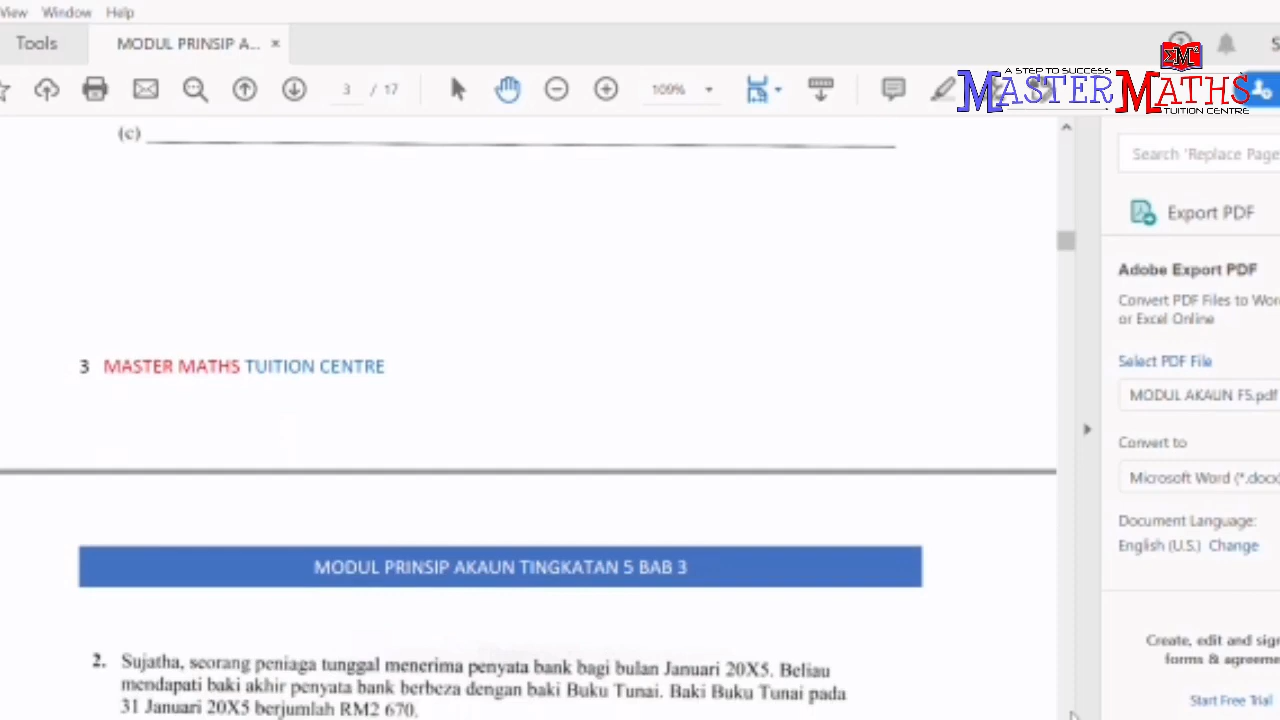 View Window Help
Tools MODUL PRINSIP A... ×
3 / 17 109%
A STEP TO SUCCESS
MASTER MATHS
TUITION CENTRE
(c)
Search 'Replace Page
Export PDF
Adobe Export PDF
Convert PDF Files to Wor
or Excel Online
Select PDF File
MODUL AKAUN F5.pdf
Convert to
Microsoft Word (*.docx)
Document Language:
English (U.S.) Change
Create, edit and sign
forms & agreeme
Start Free Trial
3 MASTER MATHS TUITION CENTRE
MODUL PRINSIP AKAUN TINGKATAN 5 BAB 3
2. Sujatha, seorang peniaga tunggal menerima penyata bank bagi bulan Januari 20X5. Beliau
mendapati baki akhir penyata bank berbeza dengan baki Buku Tunai. Baki Buku Tunai pada
31 Januari 20X5 berjumlah RM2 670.